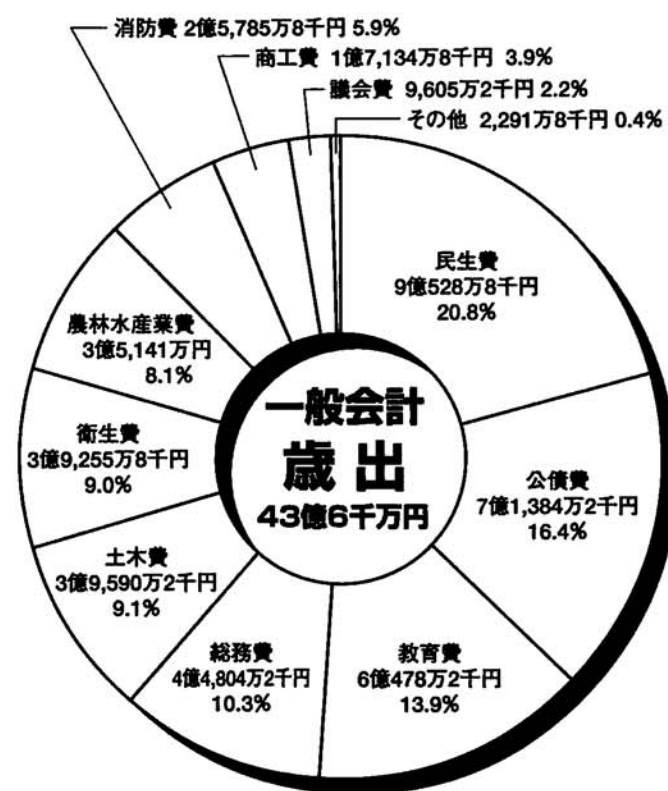 消防費 2億5,785万8千円 5.9%
商工費 1億7,134万8千円 3.9%
議会費 9,605万2千円 2.2%
その他 2,291万8千円 0.4%
民生費
9億528万8千円
20.8%
公債費
7億1,384万2千円
16.4%
教育費
6億478万2千円
13.9%
総務費
4億4,804万2千円
10.3%
土木費
3億9,590万2千円
9.1%
衛生費
3億9,255万8千円
9.0%
農林水産業費
3億5,141万円
8.1%
一般会計
歳出
43億6千万円